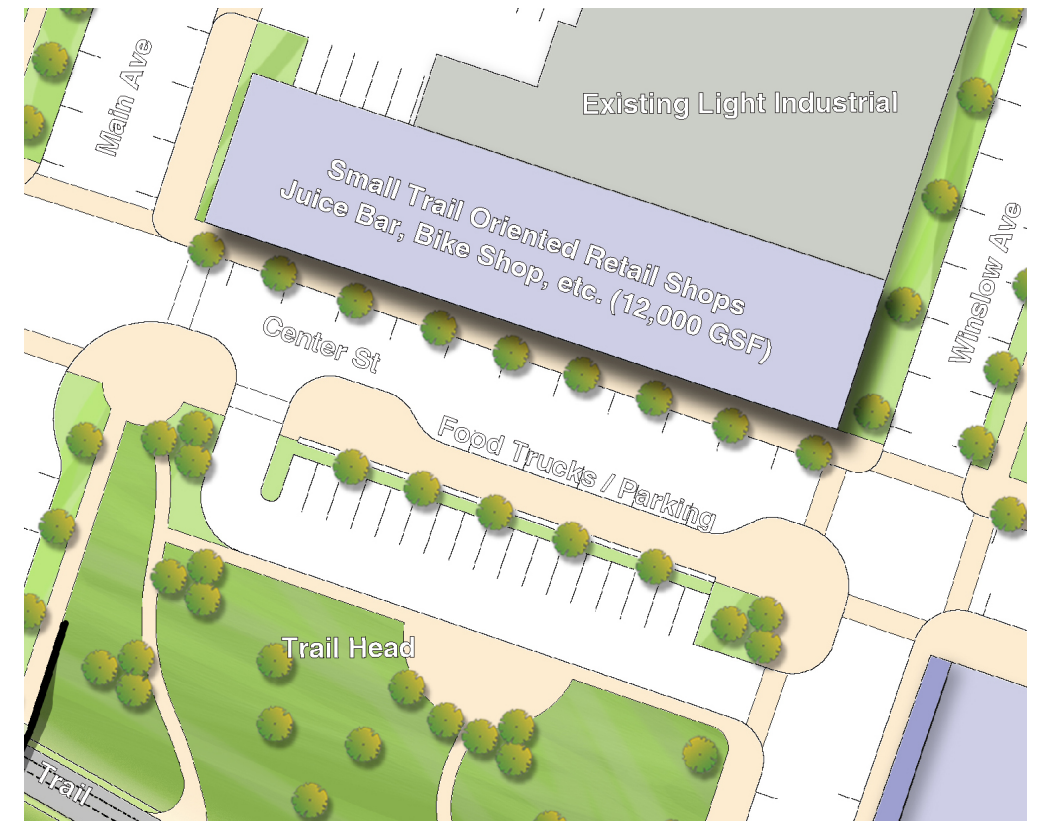 Main Ave
Existing Light Industrial
Small Trail Oriented Retail Shops
Juice Bar, Bike Shop, etc. (12,000 GSF)
Winslow Ave
Center St
Food Trucks / Parking
Trail Head
Trail